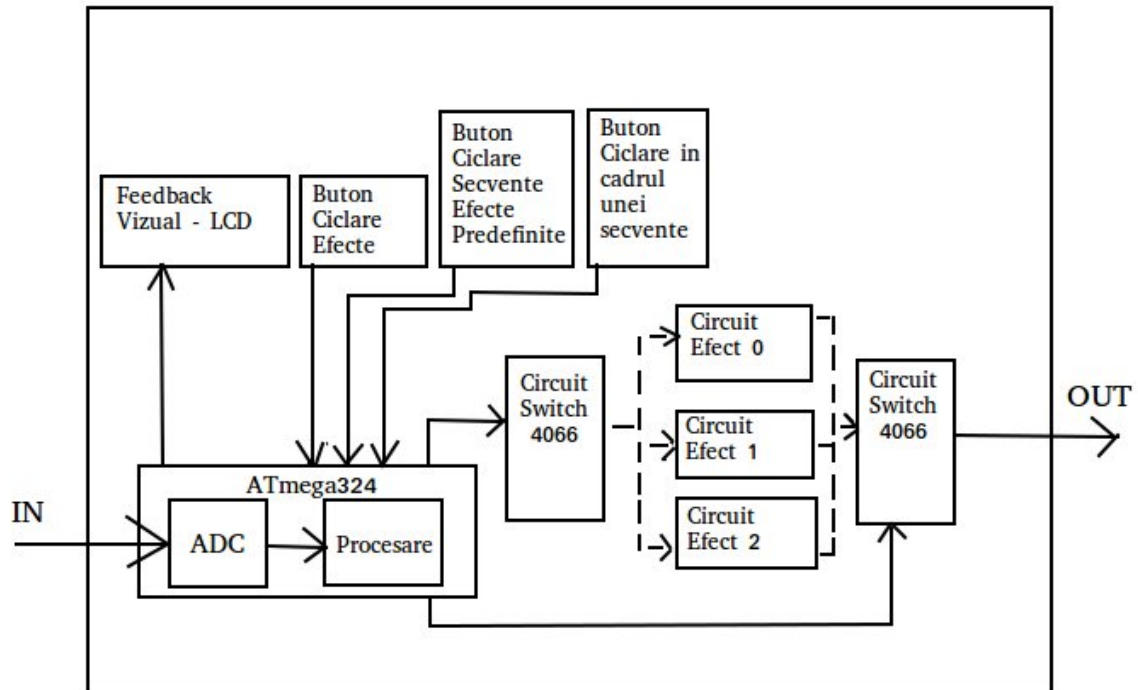 Feedback
Vizual - LCD
Buton
Ciclare
Efecte
Buton
Ciclare
Secvente
Efecte
Predefinite
Buton
Ciclare in
cadrul
unei
secvente
Circuit
Switch
4066
Circuit
Efect 0
Circuit
Efect 1
Circuit
Efect 2
Circuit
Switch
4066
OUT
IN
ATmega324
ADC
Procesare